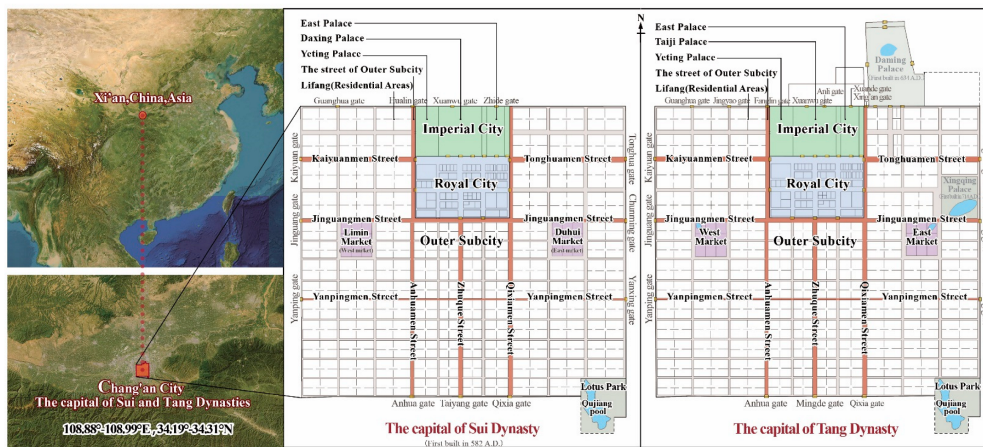 Xi'an,China,Asia
Chang'an City
The capital of Sui and Tang Dynasties
108.88°-108.99°E, 34.19°-34.31°N
East Palace
Daxing Palace
Yeting Palace
The street of Outer Subcity
Lifang(Residential Areas)
Guanghua gate
Xuanwu gate
Zhide gate
Imperial City
Kaiyuan gate
Kaiyuanmen Street
Tonghuamen Street
Tonghua gate
Royal City
Jinguang gate
Jinguangmen Street
Jinguangmen Street
Chunming gate
Limin
Market
(West market)
Outer Subcity
Duhui
Market
(East market)
Yanping gate
Yanpingmen Street
Yanpingmen Street
Yanxing gate
Anhuamen Street
Zhuque Street
Qixiamen Street
Lotus Park
Qujiang
pool
Anhua gate
Taiyang gate
Qixia gate
The capital of Sui Dynasty
(First built in 582 A.D.)
N
East Palace
Taiji Palace
Yeting Palace
The street of Outer Subcity
Lifang(Residential Areas)
Daming
Palace
Guanghua gate
Jingyao gate
Fanglin gate
Xuanwu gate
Imperial City
Kaiyuan gate
Kaiyuanmen Street
Tonghuamen Street
Royal City
Xingqing
Palace
Jinguang gate
Jinguangmen Street
Jinguangmen Street
West
Market
Outer Subcity
East
Market
Yanping gate
Yanpingmen Street
Yanpingmen Street
Anhuamen Street
Zhuque Street
Qixiamen Street
Lotus Park
Qujiang
pool
Anhua gate
Mingde gate
Qixia gate
The capital of Tang Dynasty